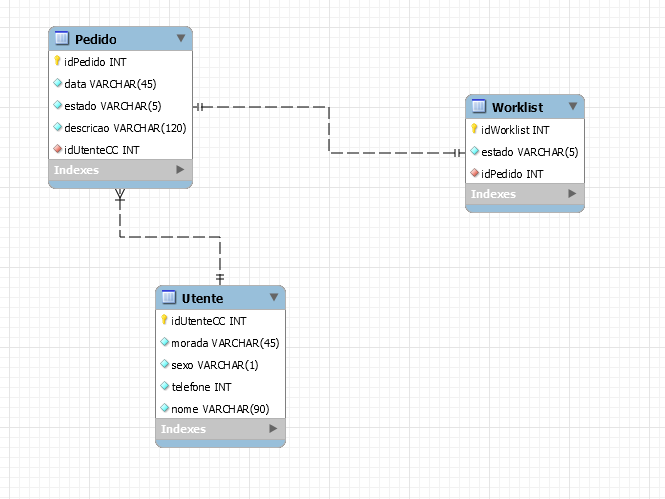 Pedido
idPedido INT
data VARCHAR(45)
estado VARCHAR(5)
descricao VARCHAR(120)
idUtenteCC INT
Indexes
Worklist
idWorklist INT
estado VARCHAR(5)
idPedido INT
Indexes
Utente
idUtenteCC INT
morada VARCHAR(45)
sexo VARCHAR(1)
telefone INT
nome VARCHAR(90)
Indexes